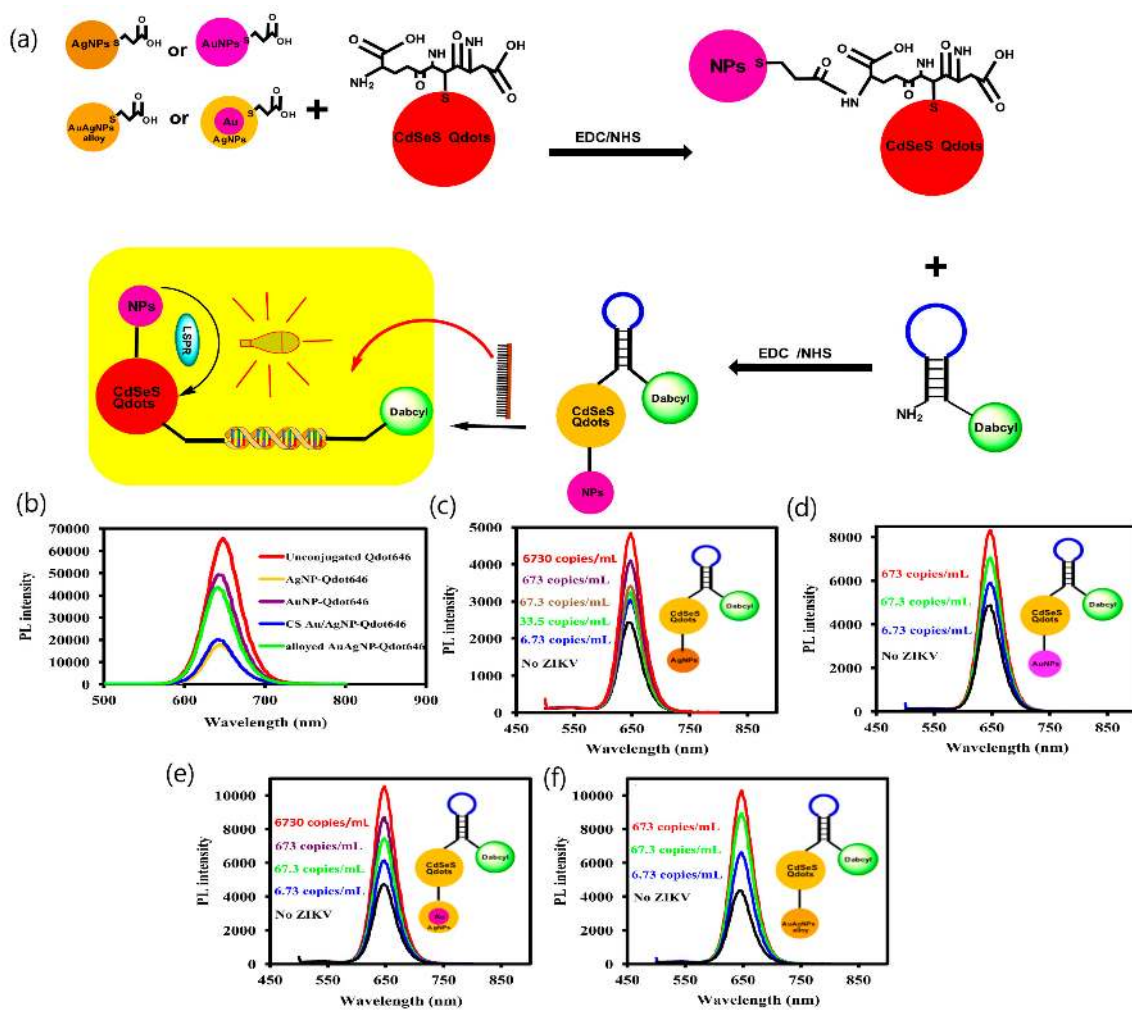 (a)
AgNPs
S
O
OH
or
AuNPs
S
O
OH
AuAgNPs
alloy
S
O
OH
or
Au
AgNPs
S
O
OH
+
O
OH
NH2
O
NH
S
O
NH
O
OH
CdSeS Qdots
EDC/NHS
NPs
S
O
NH
O
OH
O
NH
S
O
NH
O
OH
CdSeS Qdots
+
NH2
Dabcyl
EDC /NHS
CdSeS
Qdots
Dabcyl
NPs
NPs
LSPR
CdSeS
Qdots
Dabcyl
(b)
PL intensity
70000
60000
50000
40000
30000
20000
10000
0
500
600
700
800
900
Wavelength (nm)
Unconjugated Qdot646
AgNP-Qdot646
AuNP-Qdot646
CS Au/AgNP-Qdot646
alloyed AuAgNP-Qdot646
(c)
PL intensity
5000
4000
3000
2000
1000
0
450
550
650
750
850
Wavelength (nm)
6730 copies/mL
673 copies/mL
67.3 copies/mL
33.5 copies/mL
6.73 copies/mL
No ZIKV
CdSeS
Qdots
Dabcyl
AgNPs
(d)
PL intensity
8000
6000
4000
2000
0
450
550
650
750
850
Wavelength (nm)
673 copies/mL
67.3 copies/mL
6.73 copies/mL
No ZIKV
CdSeS
Qdots
Dabcyl
AuNPs
(e)
PL intensity
10000
8000
6000
4000
2000
0
450
550
650
750
850
Wavelength (nm)
6730 copies/mL
673 copies/mL
67.3 copies/mL
6.73 copies/mL
No ZIKV
CdSeS
Qdots
Dabcyl
Au
AgNPs
(f)
PL intensity
10000
8000
6000
4000
2000
0
450
550
650
750
850
Wavelength (nm)
673 copies/mL
67.3 copies/mL
6.73 copies/mL
No ZIKV
CdSeS
Qdots
Dabcyl
AuAgNPs
alloy